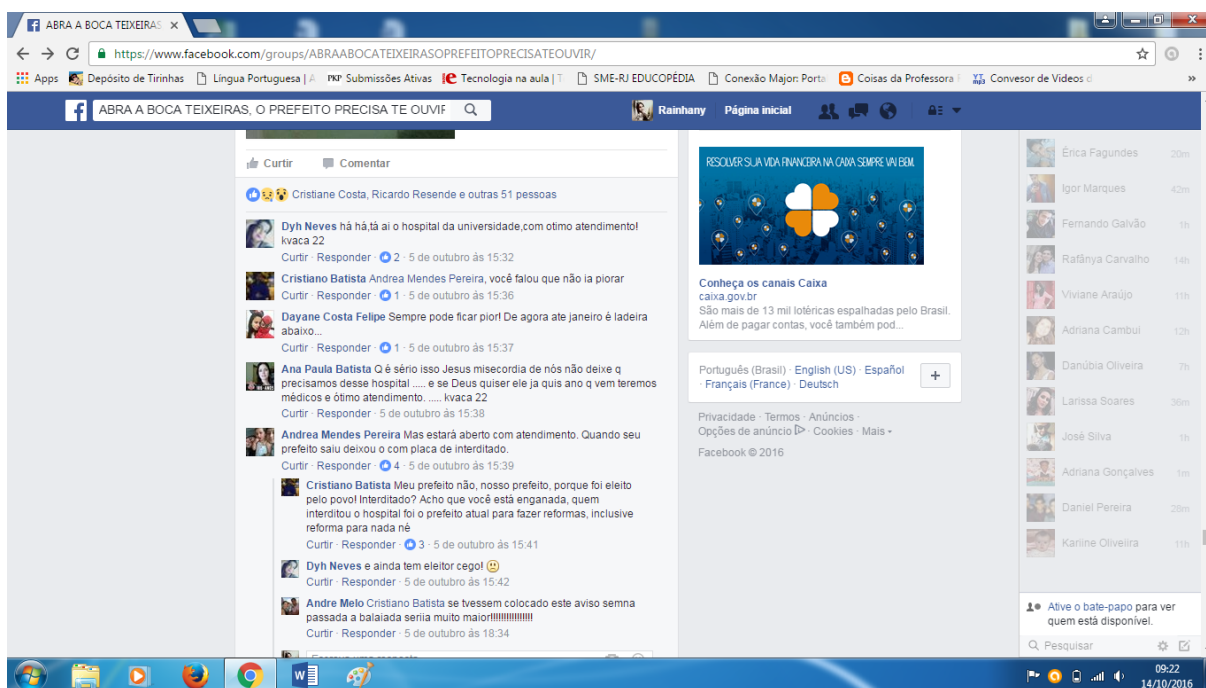 ABRA A BOCA TEIXEIRAS
https://www.facebook.com/groups/ABRAABOCATEIXEIRASOPREFEITOPRECISATEOUVIR/
Apps Depósito de Tirinhas Língua Portuguesa | A PKP Submissões Ativas Tecnologia na aula | T SME-RJ EDUCOPÉDIA Conexão Major: Porta Coisas da Professora Convesor de Videos d »
ABRA A BOCA TEIXEIRAS, O PREFEITO PRECISA TE OUVIR Rainhany Página inicial
Curtir Comentar
Cristiane Costa, Ricardo Resende e outras 51 pessoas
Dyh Neves há há,tá ai o hospital da universidade,com otimo atendimento!
kvaca 22
Curtir · Responder · 2 · 5 de outubro às 15:32
Cristiano Batista Andrea Mendes Pereira, você falou que não ia piorar
Curtir · Responder · 1 · 5 de outubro às 15:36
Dayane Costa Felipe Sempre pode ficar pior! De agora ate janeiro é ladeira
abaixo...
Curtir · Responder · 1 · 5 de outubro às 15:37
Ana Paula Batista Q é sério isso Jesus misecordia de nós não deixe q
precisamos desse hospital ..... e se Deus quiser ele ja quis ano q vem teremos
médicos e òtimo atendimento. ..... kvaca 22
Curtir · Responder · 5 de outubro às 15:38
Andrea Mendes Pereira Mas estará aberto com atendimento. Quando seu
prefeito saiu deixou o com placa de interditado.
Curtir · Responder · 4 · 5 de outubro às 15:39
Cristiano Batista Meu prefeito não, nosso prefeito, porque foi eleito
pelo povo! Interditado? Acho que você está enganada, quem
interditou o hospital foi o prefeito atual para fazer reformas, inclusive
reforma para nada né
Curtir · Responder · 3 · 5 de outubro às 15:41
Dyh Neves e ainda tem eleitor cego!
Curtir · Responder · 5 de outubro às 15:42
Andre Melo Cristiano Batista se tvessem colocado este aviso semna
passada a balaiada seriia muito maior!!!!!!!!!!!!!!!!
Curtir · Responder · 5 de outubro às 18:34
Escreva uma resposta...
RESOLVER SUA VIDA FINANCEIRA NA CAIXA SEMPRE VAI BEM.
Conheça os canais Caixa
caixa.gov.br
São mais de 13 mil lotéricas espalhadas pelo Brasil.
Além de pagar contas, você também pod...
Português (Brasil) · English (US) · Español
· Français (France) · Deutsch
+
Privacidade · Termos · Anúncios ·
Opções de anúncio · Cookies · Mais
Facebook © 2016
Érica Fagundes 20m
Igor Marques 42m
Fernando Galvão 1h
Rafânya Carvalho 14h
Viviane Araújo 11h
Adriana Cambui 12h
Danúbia Oliveira 7h
Larissa Soares 36m
José Silva 1h
Adriana Gonçalves 1m
Daniel Pereira 28m
Kariine Oliveiira 11h
Ative o bate-papo para ver
quem está disponível.
Pesquisar
09:22
14/10/2016